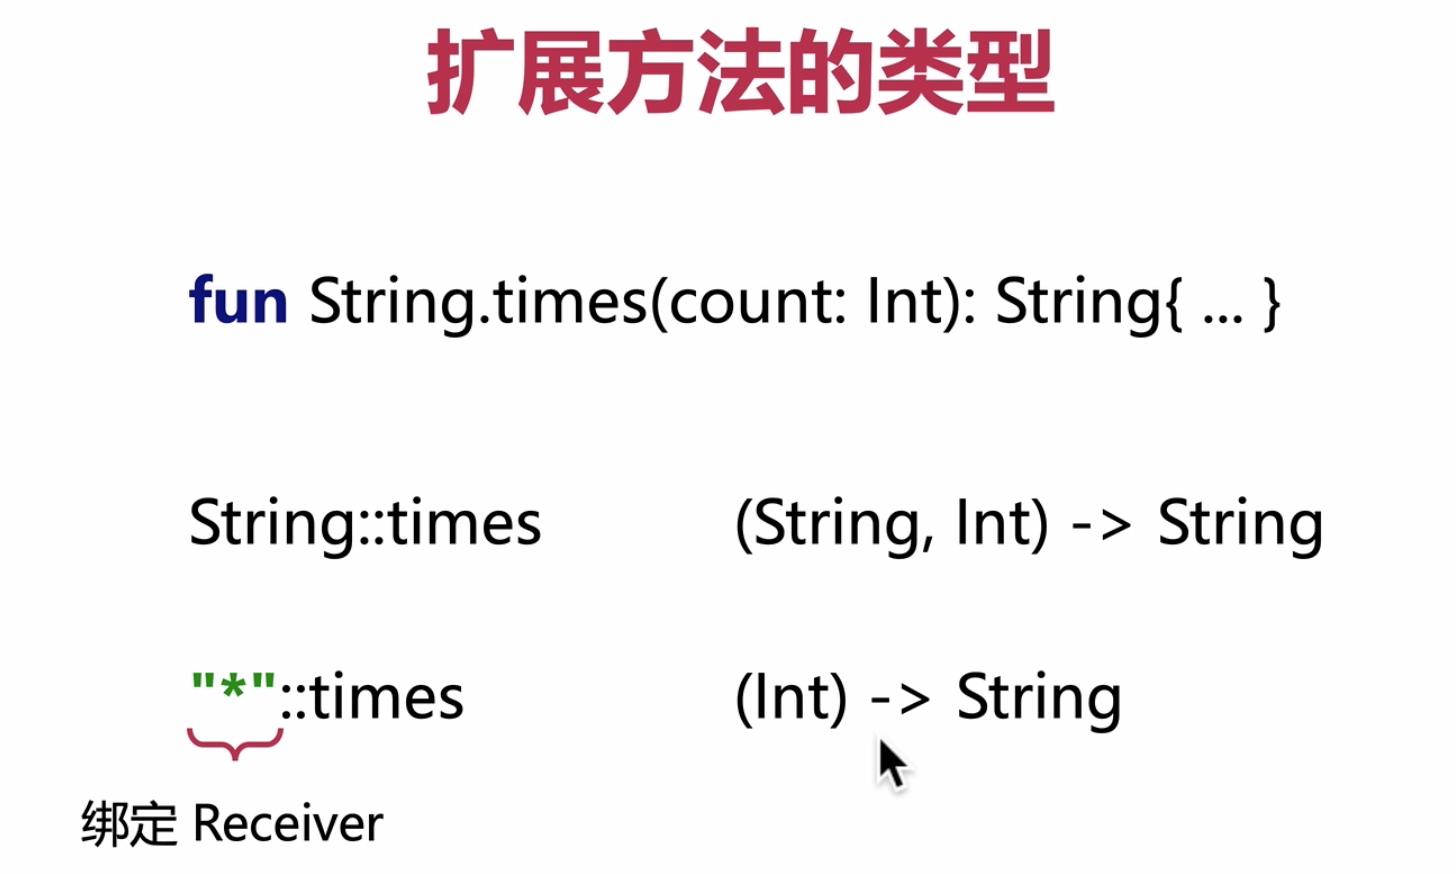 扩展方法的类型
fun String.times(count: Int): String{ ... }
String::times (String, Int) -> String
"*"::times (Int) -> String
绑定 Receiver